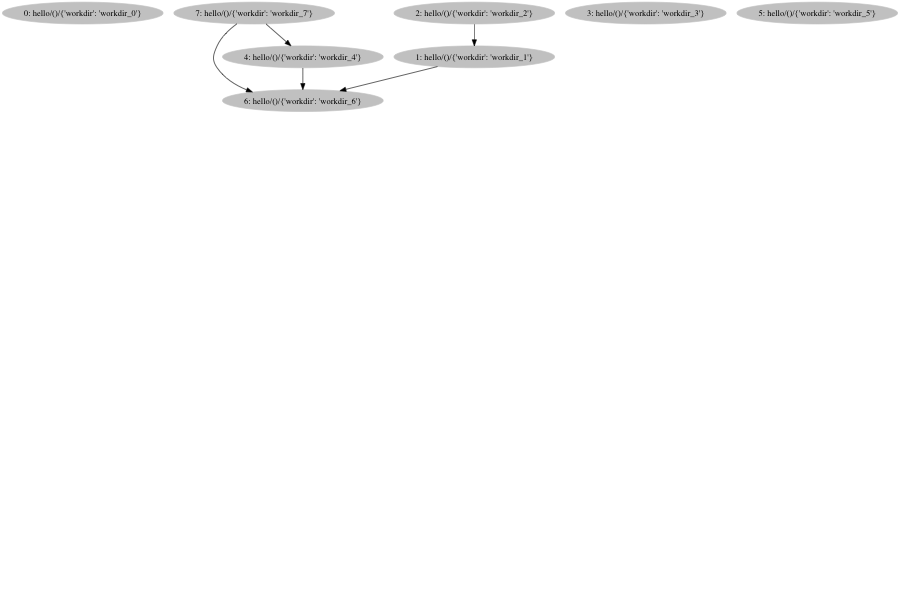 0: hello/()/{'workdir': 'workdir_0'}
7: hello/()/{'workdir': 'workdir_7'}
2: hello/()/{'workdir': 'workdir_2'}
3: hello/()/{'workdir': 'workdir_3'}
5: hello/()/{'workdir': 'workdir_5'}
4: hello/()/{'workdir': 'workdir_4'}
1: hello/()/{'workdir': 'workdir_1'}
6: hello/()/{'workdir': 'workdir_6'}